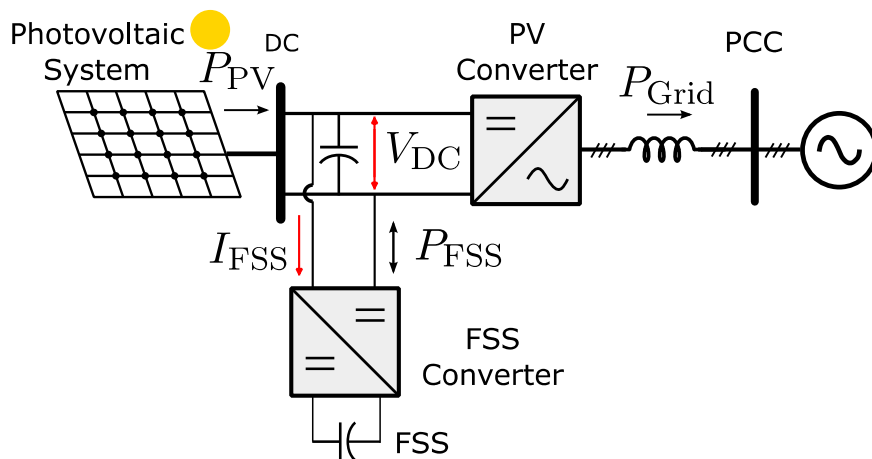 Photovoltaic
System
DC
P_PV
PV
Converter
PCC
P_Grid
V_DC
I_FSS
P_FSS
FSS
Converter
FSS